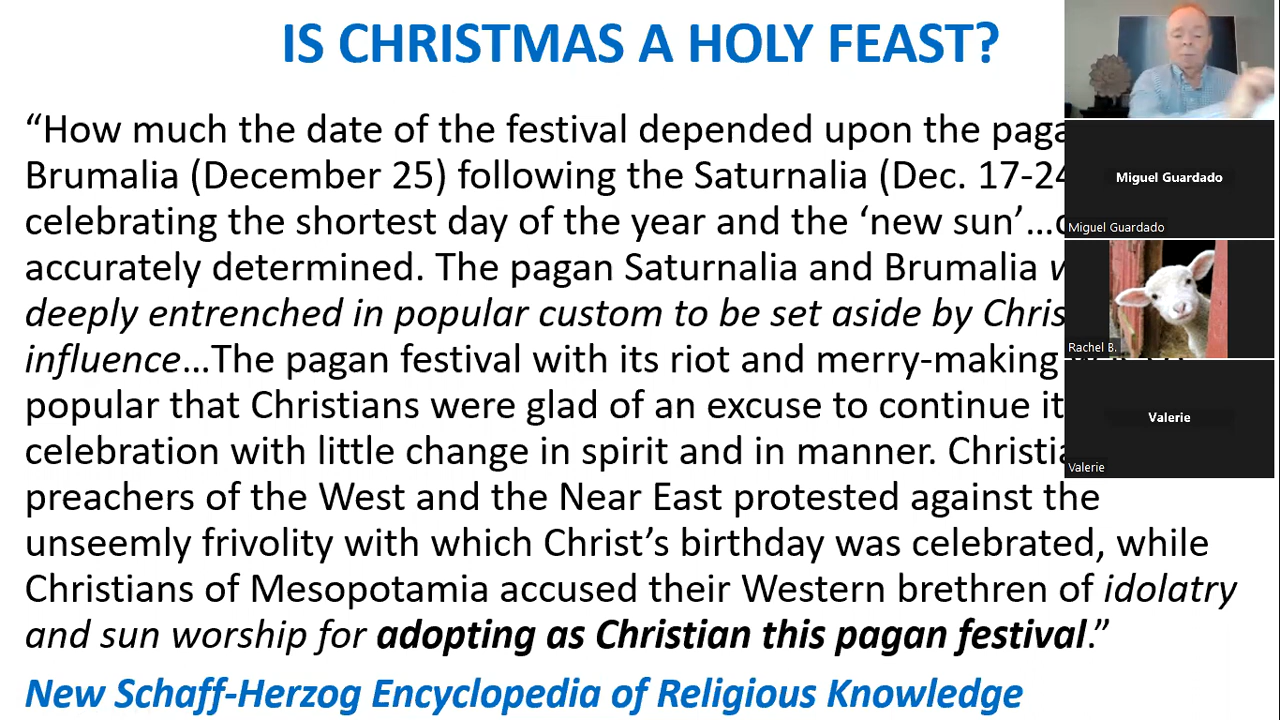 IS CHRISTMAS A HOLY FEAST?
“How much the date of the festival depended upon the
Brumalia (December 25) following the Saturnalia (Dec. 17-24
celebrating the shortest day of the year and the ‘new sun’…
accurately determined. The pagan Saturnalia and Brumalia
deeply entrenched in popular custom to be set aside by
influence…The pagan festival with its riot and merry-making
popular that Christians were glad of an excuse to continue it
celebration with little change in spirit and in manner.
preachers of the West and the Near East protested against the
unseemly frivolity with which Christ’s birthday was celebrated, while
Christians of Mesopotamia accused their Western brethren of idolatry
and sun worship for adopting as Christian this pagan festival.”
New Schaff-Herzog Encyclopedia of Religious Knowledge
Miguel Guardado
Miguel Guardado
Rachel B.
Valerie
Valerie